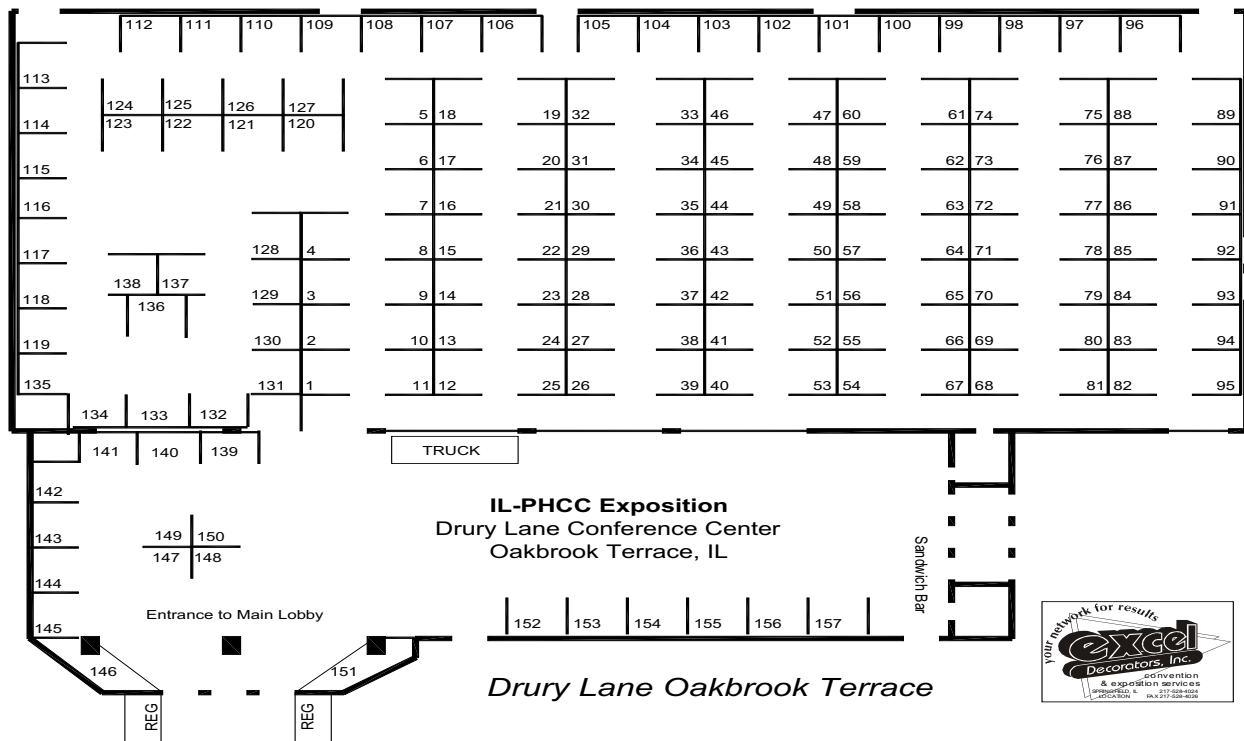 112 111 110 109 108 107 106 105 104 103 102 101 100 99 98 97 96
113
124 125 126 127 5 18 19 32 33 46 47 60 61 74 75 88 89
114 123 122 121 120
115 6 17 20 31 34 45 48 59 62 73 76 87 90
116 7 16 21 30 35 44 49 58 63 72 77 86 91
117 128 4 8 15 22 29 36 43 50 57 64 71 78 85 92
138 137
118 129 3 9 14 23 28 37 42 51 56 65 70 79 84 93
136
119 130 2 10 13 24 27 38 41 52 55 66 69 80 83 94
135 131 1 11 12 25 26 39 40 53 54 67 68 81 82 95
134 133 132
141 140 139 TRUCK
142
IL-PHCC Exposition
Drury Lane Conference Center
Oakbrook Terrace, IL
149 150
143 147 148
144
Sandwich Bar
Entrance to Main Lobby
145 152 153 154 155 156 157
146 151
REG REG
Drury Lane Oakbrook Terrace
your network for results
excel
Decorators, Inc.
convention
& exposition services
SPRINGFIELD, IL 217-528-4024
LOCATION FAX 217-528-4026